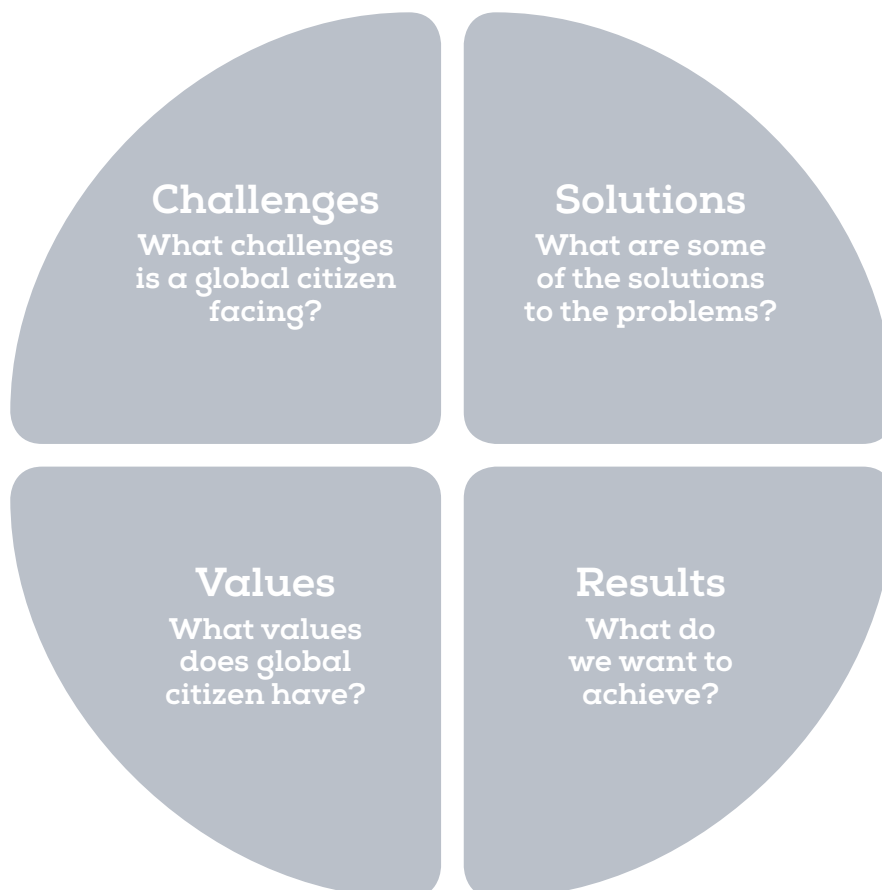 Challenges
What challenges
is a global citizen
facing?
Solutions
What are some
of the solutions
to the problems?
Values
What values
does global
citizen have?
Results
What do
we want to
achieve?